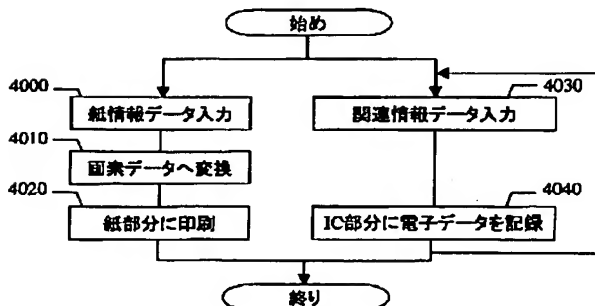 始め
4000
紙情報データ入力
4010
画素データへ変換
4020
紙部分に印刷
4030
関連情報データ入力
4040
IC部分に電子データを記録
終り